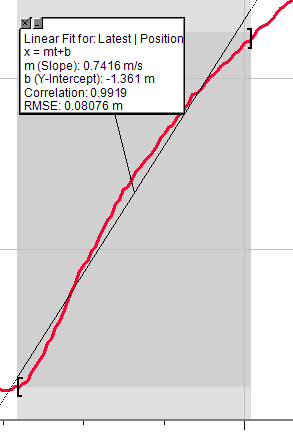 Linear Fit for: Latest | Position
x = mt+b
m (Slope): 0.7416 m/s
b (Y-Intercept): -1.361 m
Correlation: 0.9919
RMSE: 0.08076 m